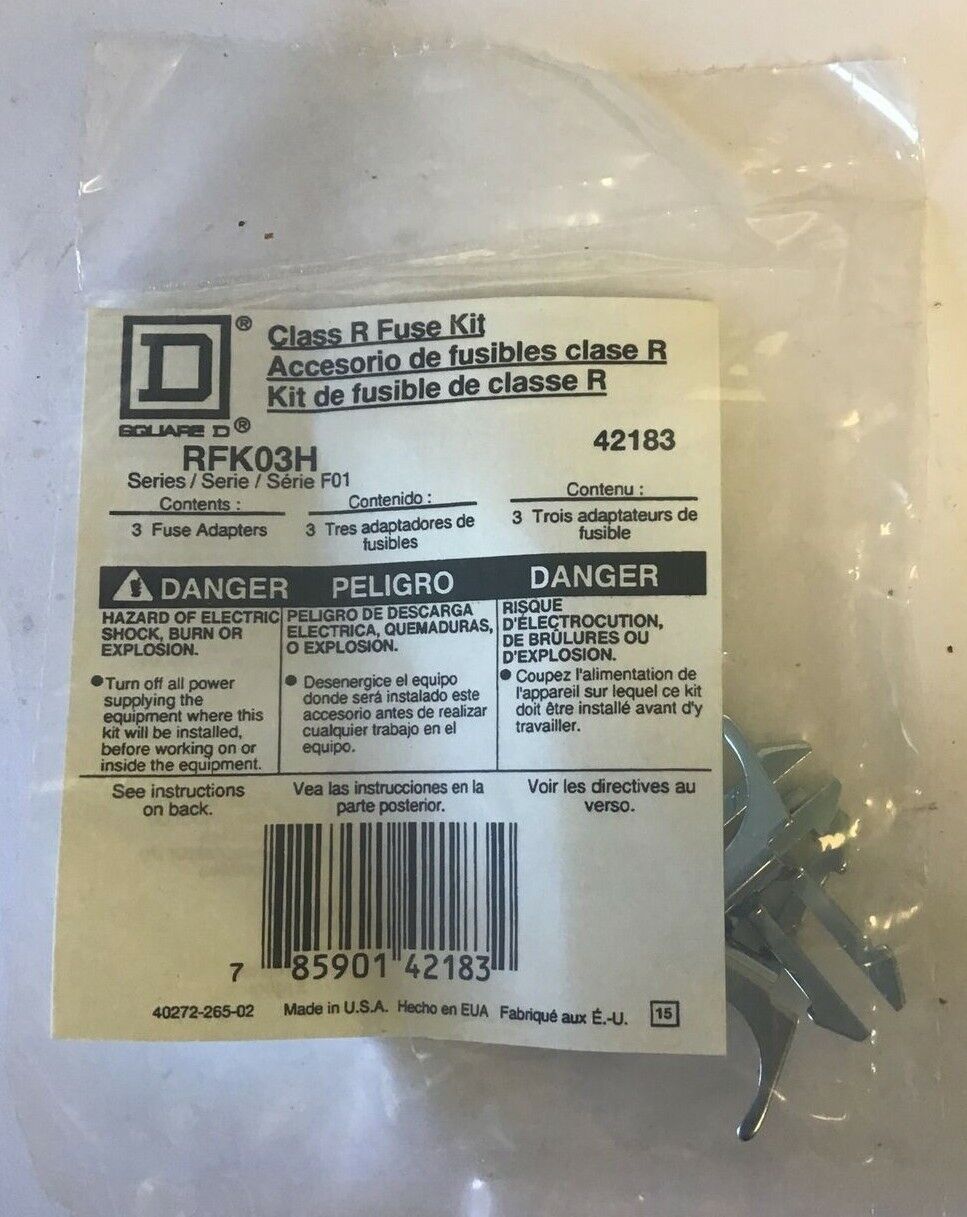 D®
SQUARE D®
Class R Fuse Kit
Accesorio de fusibles clase R
Kit de fusible de classe R
RFK03H
42183
Series / Serie / Série F01
Contents :
3 Fuse Adapters
Contenido :
3 Tres adaptadores de
fusibles
Contenu :
3 Trois adaptateurs de
fusible
DANGER
HAZARD OF ELECTRIC
SHOCK, BURN OR
EXPLOSION.
● Turn off all power
supplying the
equipment where this
kit will be installed,
before working on or
inside the equipment.
See instructions
on back.
PELIGRO
PELIGRO DE DESCARGA
ELECTRICA, QUEMADURAS,
O EXPLOSIÓN.
● Desenergice el equipo
donde será instalado este
accesorio antes de realizar
cualquier trabajo en el
equipo.
Vea las instrucciones en la
parte posterior.
DANGER
RISQUE
D'ÉLECTROCUTION,
DE BRÛLURES OU
D'EXPLOSION.
● Coupez l'alimentation de
l'appareil sur lequel ce kit
doit être installé avant d'y
travailler.
Voir les directives au
verso.
7 85901 42183
40272-265-02 Made in U.S.A. Hecho en EUA Fabriqué aux É.-U. 15